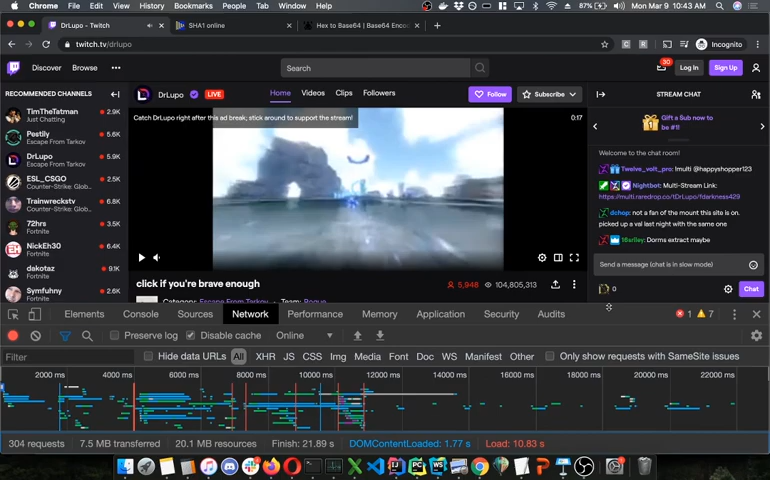 Chrome File Edit View History Bookmarks People Tab Window Help 87% Mon Mar 9 10:43 AM
DrLupo - Twitch SHA1 online Hex to Base64 | Base64 Enco
twitch.tv/drlupo Incognito
Discover Browse Search 30 Log In Sign Up
RECOMMENDED CHANNELS
TimTheTatman 2.9K
Just Chatting
Pestily 5.6K
Escape From Tarkov
DrLupo 5.9K
Escape From Tarkov
ESL_CSGO 2.5K
Counter-Strike: Glob...
Trainwreckstv 6.8K
Counter-Strike: Glob...
72hrs 3.5K
Fortnite
NickEh30 6.4K
Fortnite
dakotaz 9.1K
Fortnite
Symfuhny 2.6K
DrLupo LIVE Home Videos Clips Followers Follow Subscribe
Catch DrLupo right after this ad break; stick around to support the stream! 0:17
click if you're brave enough 5,948 104,805,313
Category: Escape From Tarkov Team: Rogue
STREAM CHAT
Gift a Sub now to
be #1!
Welcome to the chat room!
Twelve_volt_pro: !multi @happyshopper123
Nightbot: Multi-Stream Link:
https://multi.raredrop.co/tDrLupo/fdarkness429
dchop: not a fan of the mount this site is on.
picked up a val last night with the same one
16sriley: Dorms extract maybe
Send a message (chat is in slow mode)
0 Chat
Elements Console Sources Network Performance Memory Application Security Audits 1 7
Preserve log Disable cache Online
Filter Hide data URLs All XHR JS CSS Img Media Font Doc WS Manifest Other Only show requests with SameSite issues
2000 ms 4000 ms 6000 ms 8000 ms 10000 ms 12000 ms 14000 ms 16000 ms 18000 ms 20000 ms 22000 ms
304 requests 7.5 MB transferred 20.1 MB resources Finish: 21.89 s DOMContentLoaded: 1.77 s Load: 10.83 s